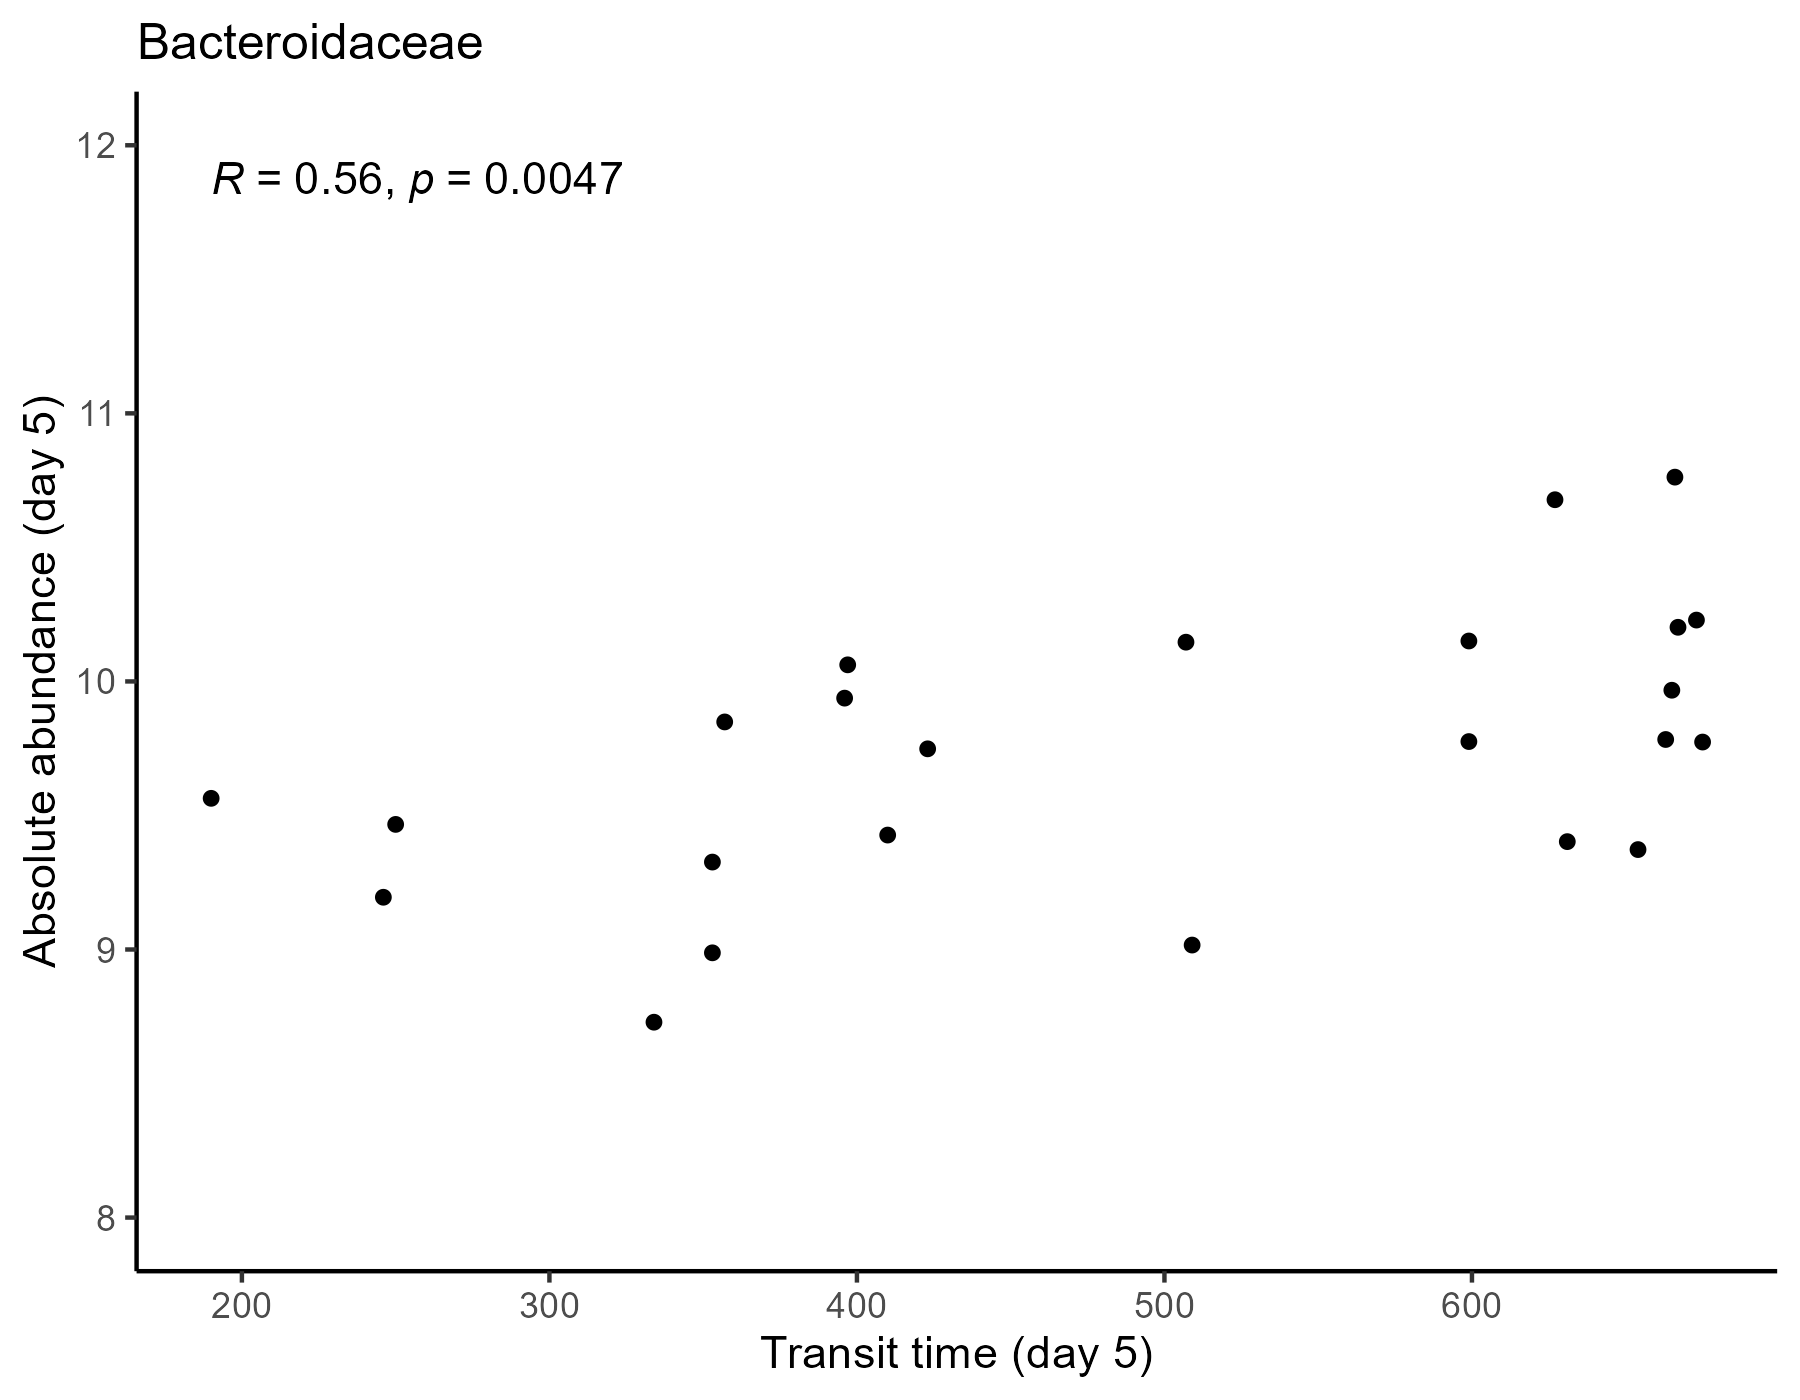 Bacteroidaceae
R = 0.56, p = 0.0047
12
11
10
9
8
Absolute abundance (day 5)
200 300 400 500 600
Transit time (day 5)